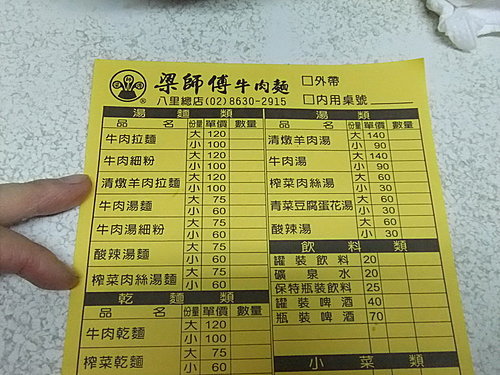 梁師傅牛肉麵
八里總店(02)8630-2915
□外帶
□內用桌號
湯 麵 類
品 名 份量 單價 數量
牛肉拉麵 大 120
小 100
牛肉細粉 大 120
小 100
清燉羊肉拉麵 大 120
小 100
牛肉湯麵 大 75
小 60
牛肉湯細粉 大 75
小 60
酸辣湯麵 大 75
小 60
榨菜肉絲湯麵 大 75
小 60
乾 麵 類
品 名 份量 單價 數量
牛肉乾麵 大 120
小 100
榨菜乾麵 大 75
小 60
湯 類
品 名 份量 單價 數量
清燉羊肉湯 大 140
小 90
牛肉湯 大 140
小 90
榨菜肉絲湯 大 60
小 30
青菜豆腐蛋花湯 大 60
小 30
酸辣湯 大 60
小 30
飲 料 類
罐裝飲料 20
礦泉水 20
保特瓶裝飲料 25
罐裝啤酒 40
瓶裝啤酒 70
小 菜 類